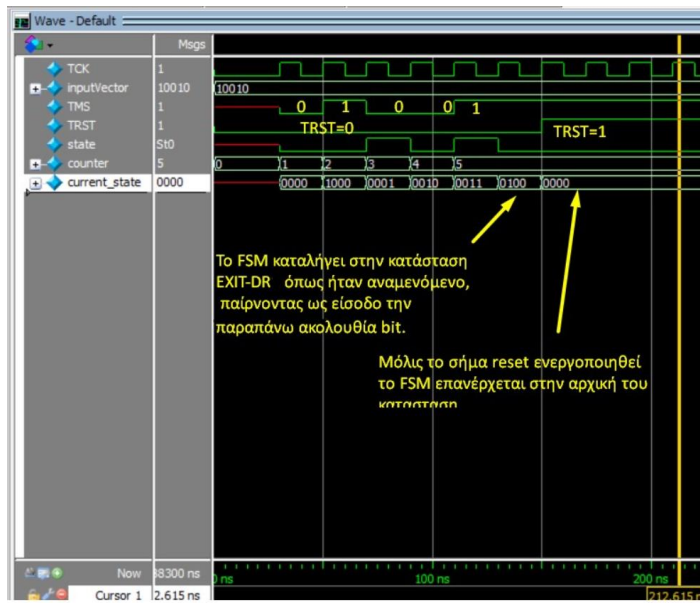 Wave - Default
Msgs
TCK 1
inputVector 10010 10010
TMS 1 0 1 0 0 1
TRST 1 TRST=0 TRST=1
state St0
counter 5 0 1 2 3 4 5
current_state 0000 0000 1000 0001 0010 0011 0100 0000
Το FSM καταλήγει στην κατάσταση
EXIT-DR όπως ήταν αναμενόμενο,
παίρνοντας ως είσοδο την
παραπάνω ακολουθία bit.
Μόλις το σήμα reset ενεργοποιηθεί
το FSM επανέρχεται στην αρχική του
κατασταση
Now 38300 ns 0 ns 100 ns 200 ns
Cursor 1 2.615 ns 212.615 n